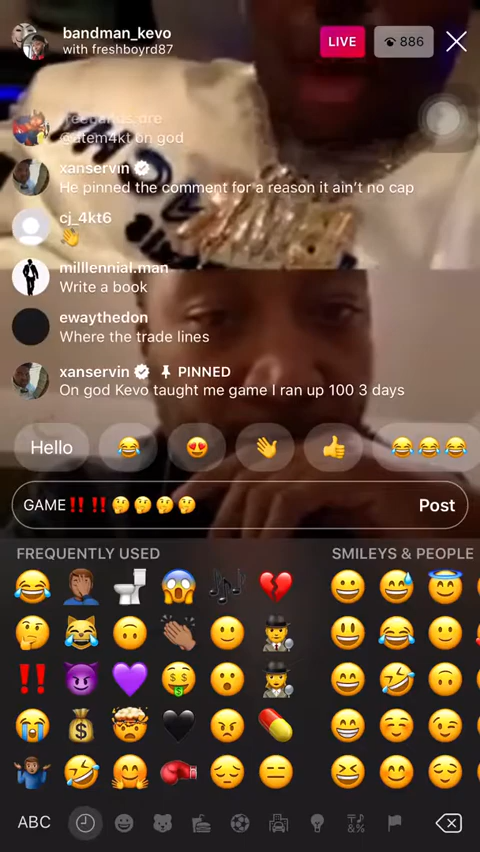 bandman_kevo
with freshboyrd87
LIVE
886
@atem4kt on god
xanservin
He pinned the comment for a reason it ain't no cap
cj_4kt6
👋
milllennial.man
Write a book
ewaythedon
Where the trade lines
xanservin PINNED
On god Kevo taught me game I ran up 100 3 days
Hello 😂 😍 👋 👍 😂😂😂
GAME‼️‼️🤔🤔🤔🤔
Post
FREQUENTLY USED
SMILEYS & PEOPLE
ABC